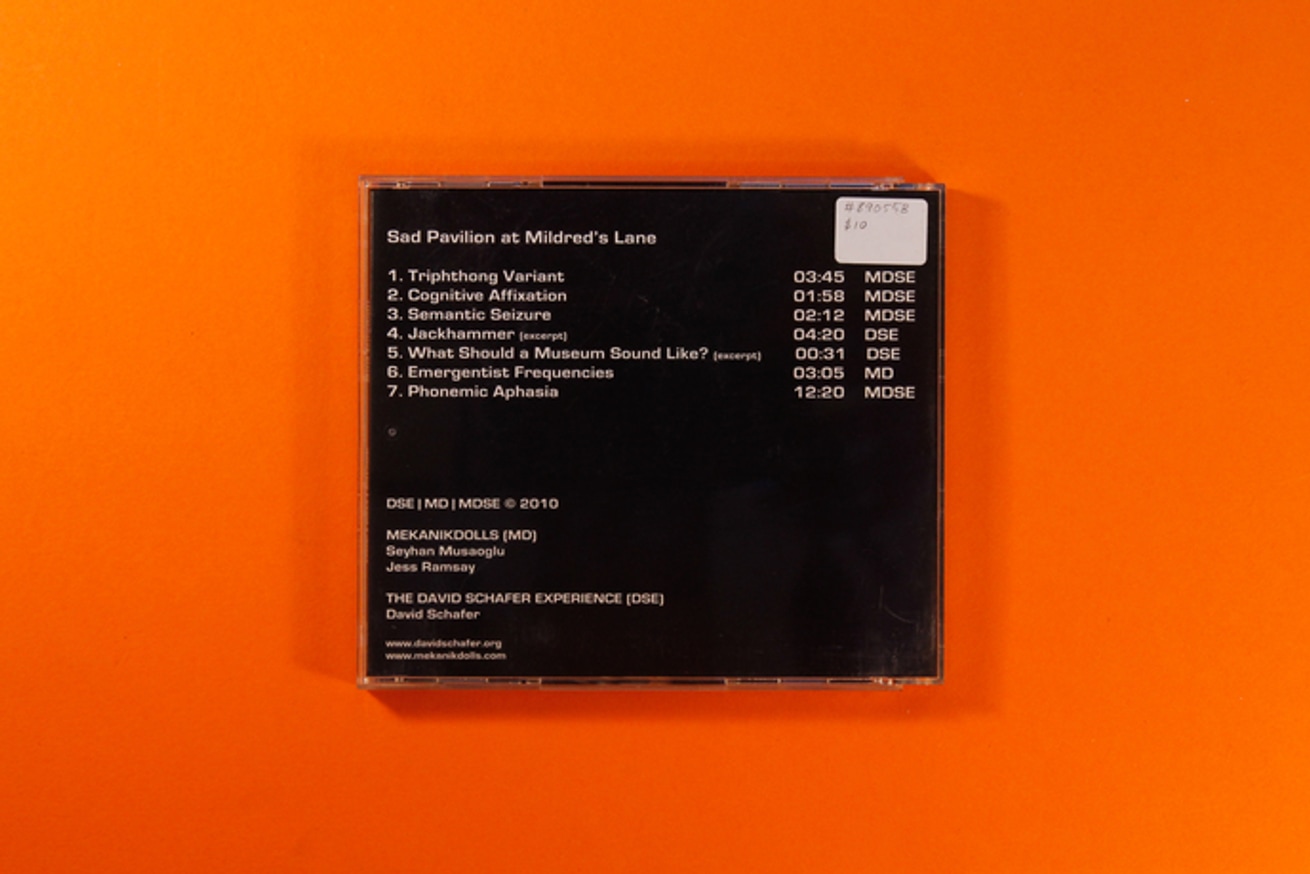 #890558
$10
Sad Pavilion at Mildred's Lane
1. Triphthong Variant 03:45 MDSE
2. Cognitive Affixation 01:58 MDSE
3. Semantic Seizure 02:12 MDSE
4. Jackhammer (excerpt) 04:20 DSE
5. What Should a Museum Sound Like? (excerpt) 00:31 DSE
6. Emergentist Frequencies 03:05 MD
7. Phonemic Aphasia 12:20 MDSE
DSE | MD | MDSE © 2010
MEKANIKDOLLS (MD)
Seyhan Musaoglu
Jess Ramsay
THE DAVID SCHAFER EXPERIENCE (DSE)
David Schafer
www.davidschafer.org
www.mekanikdolls.com